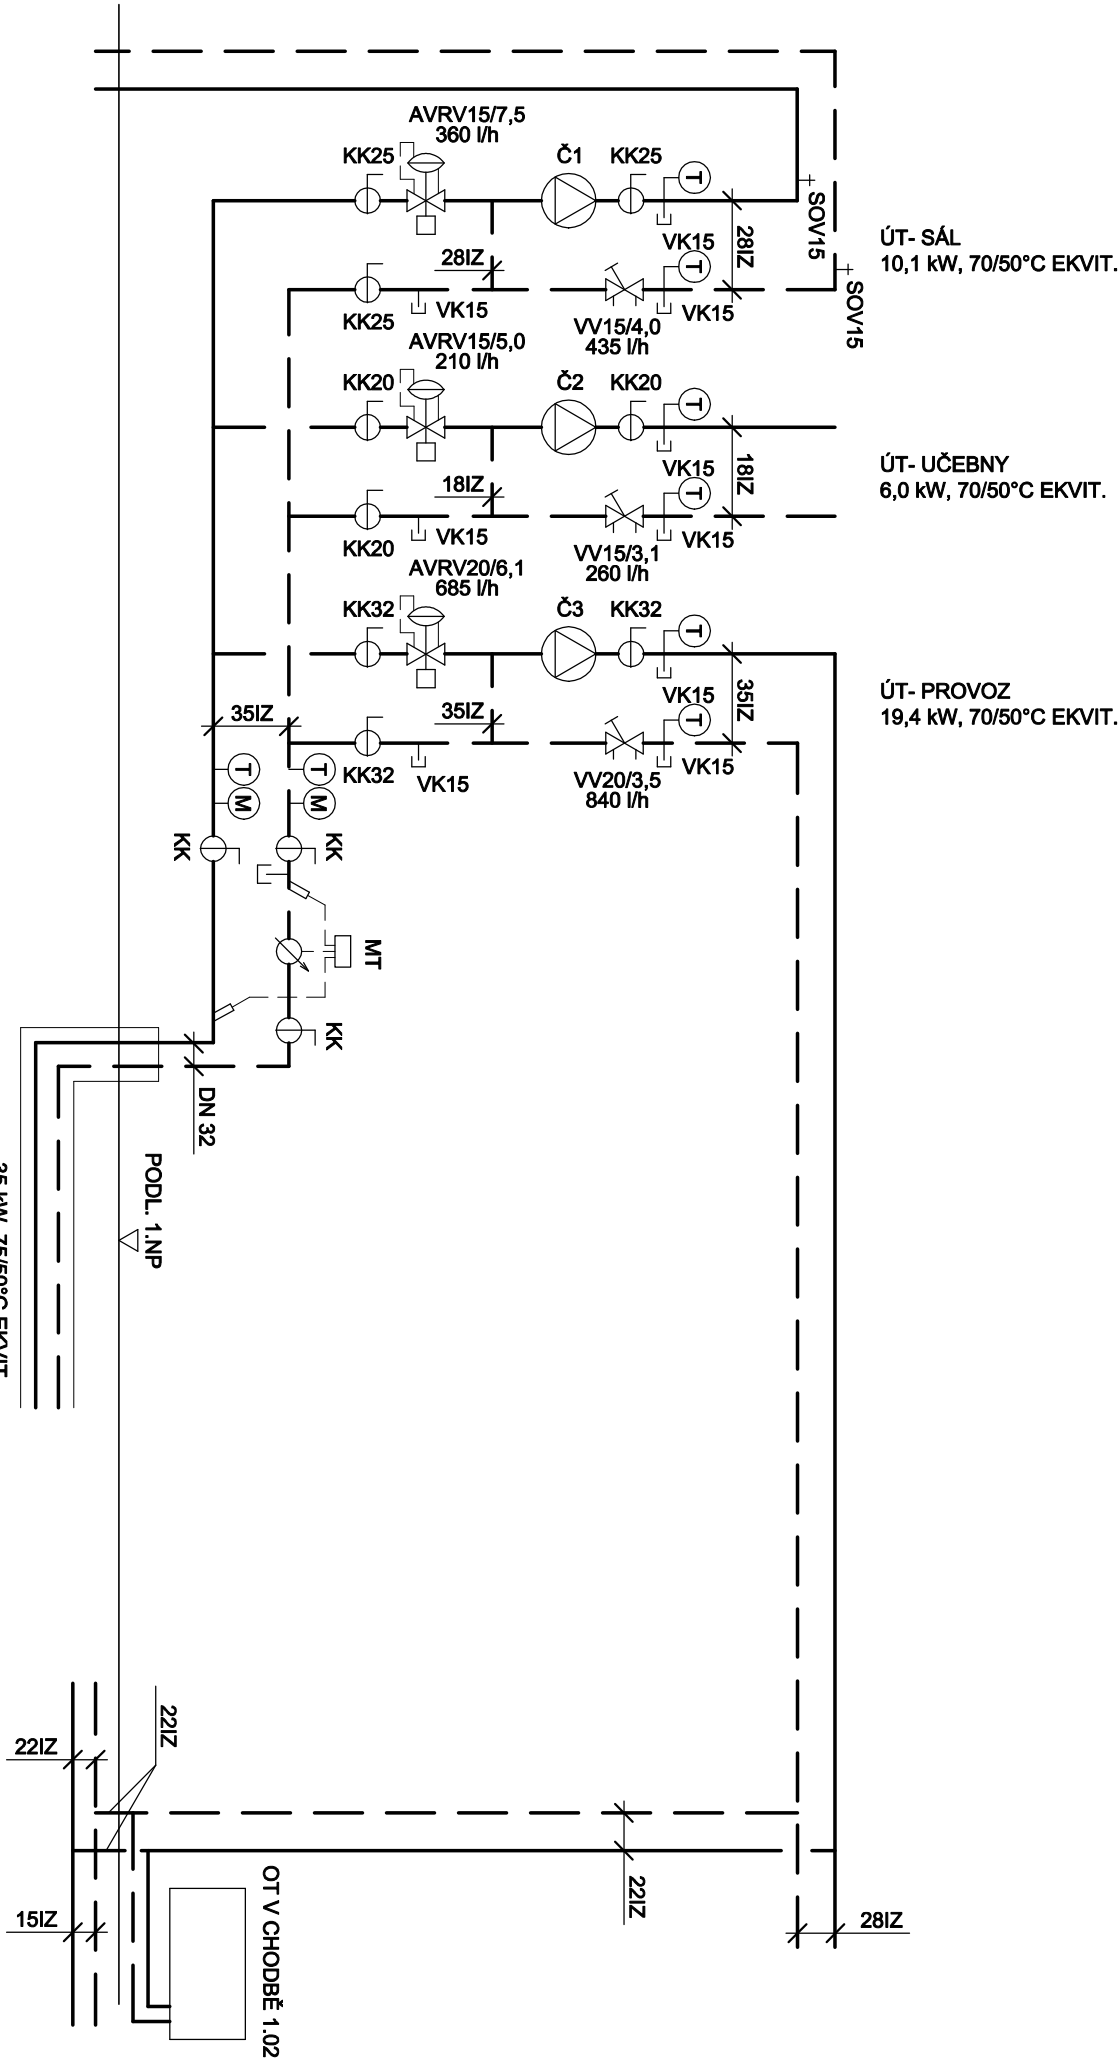 AVRV15/7,5
360 l/h
KK25
Č1
KK25
T
SOV15
VK15
28IZ
ÚT- SÁL
10,1 kW, 70/50°C EKVIT.
28IZ
T
SOV15
KK25
VK15
VV15/4,0
435 l/h
VK15
AVRV15/5,0
210 l/h
KK20
Č2
KK20
T
VK15
18IZ
ÚT- UČEBNY
6,0 kW, 70/50°C EKVIT.
18IZ
T
KK20
VK15
VV15/3,1
260 l/h
VK15
AVRV20/6,1
685 l/h
KK32
Č3
KK32
T
VK15
35IZ
ÚT- PROVOZ
19,4 kW, 70/50°C EKVIT.
35IZ
35IZ
T
KK32
VK15
VV20/3,5
840 l/h
VK15
T
T
M
M
KK
KK
MT
KK
DN 32
PODL. 1.NP
35 kW, 75/50°C EKVIT.
22IZ
22IZ
22IZ
15IZ
OT V CHODBĚ 1.02
28IZ